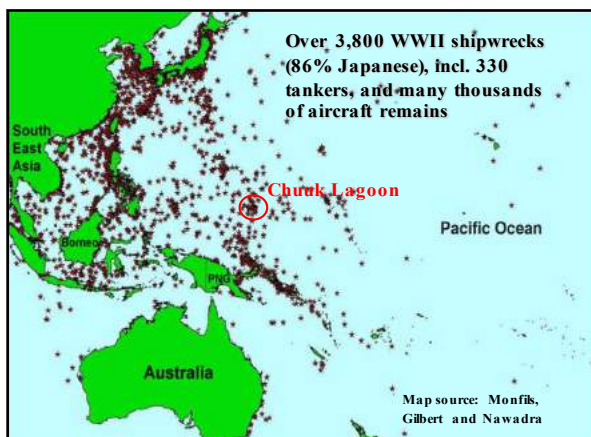 Over 3,800 WWII shipwrecks
(86% Japanese), incl. 330
tankers, and many thousands
of aircraft remains
South
East
Asia
Chuuk Lagoon
Pacific Ocean
Borneo
PNG
Australia
Map source: Monfils,
Gilbert and Nawadra